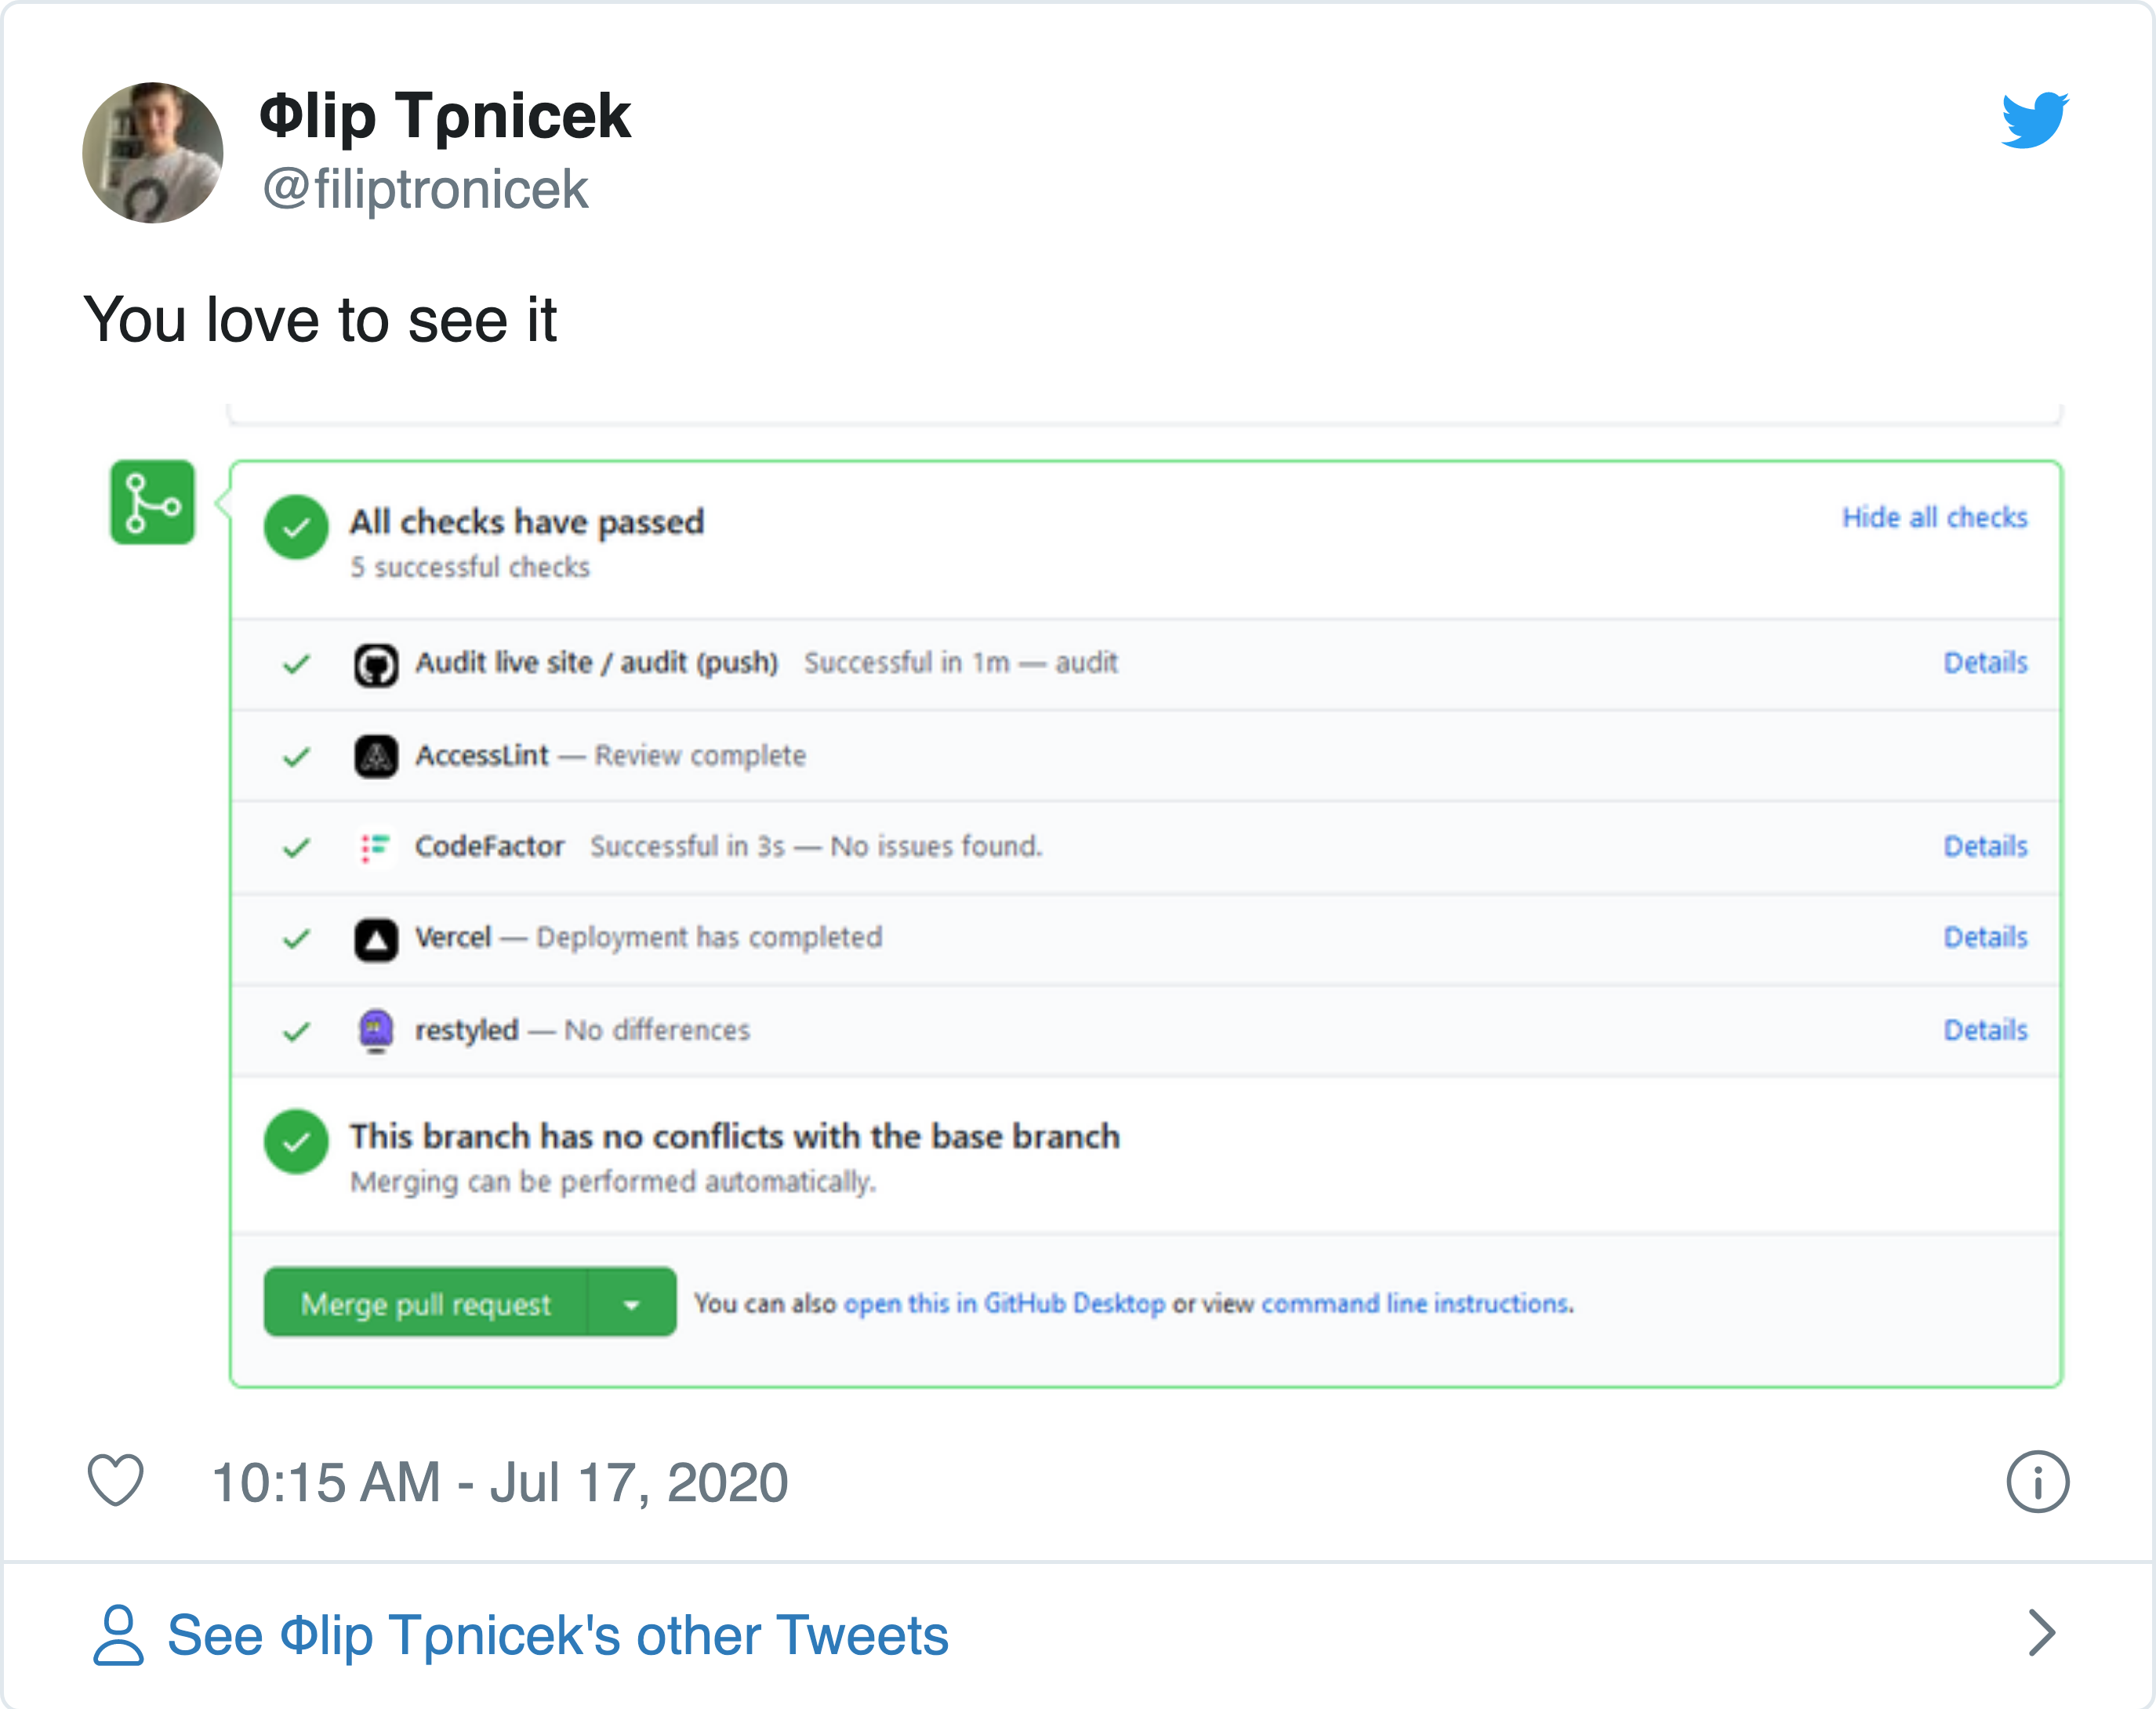 Φlip Tρnicek
@filiptronicek
You love to see it
All checks have passed
Hide all checks
5 successful checks
Audit live site / audit (push) Successful in 1m — audit Details
AccessLint — Review complete
CodeFactor Successful in 3s — No issues found. Details
Vercel — Deployment has completed Details
restyled — No differences Details
This branch has no conflicts with the base branch
Merging can be performed automatically.
Merge pull request You can also open this in GitHub Desktop or view command line instructions.
10:15 AM - Jul 17, 2020
See Φlip Tρnicek's other Tweets